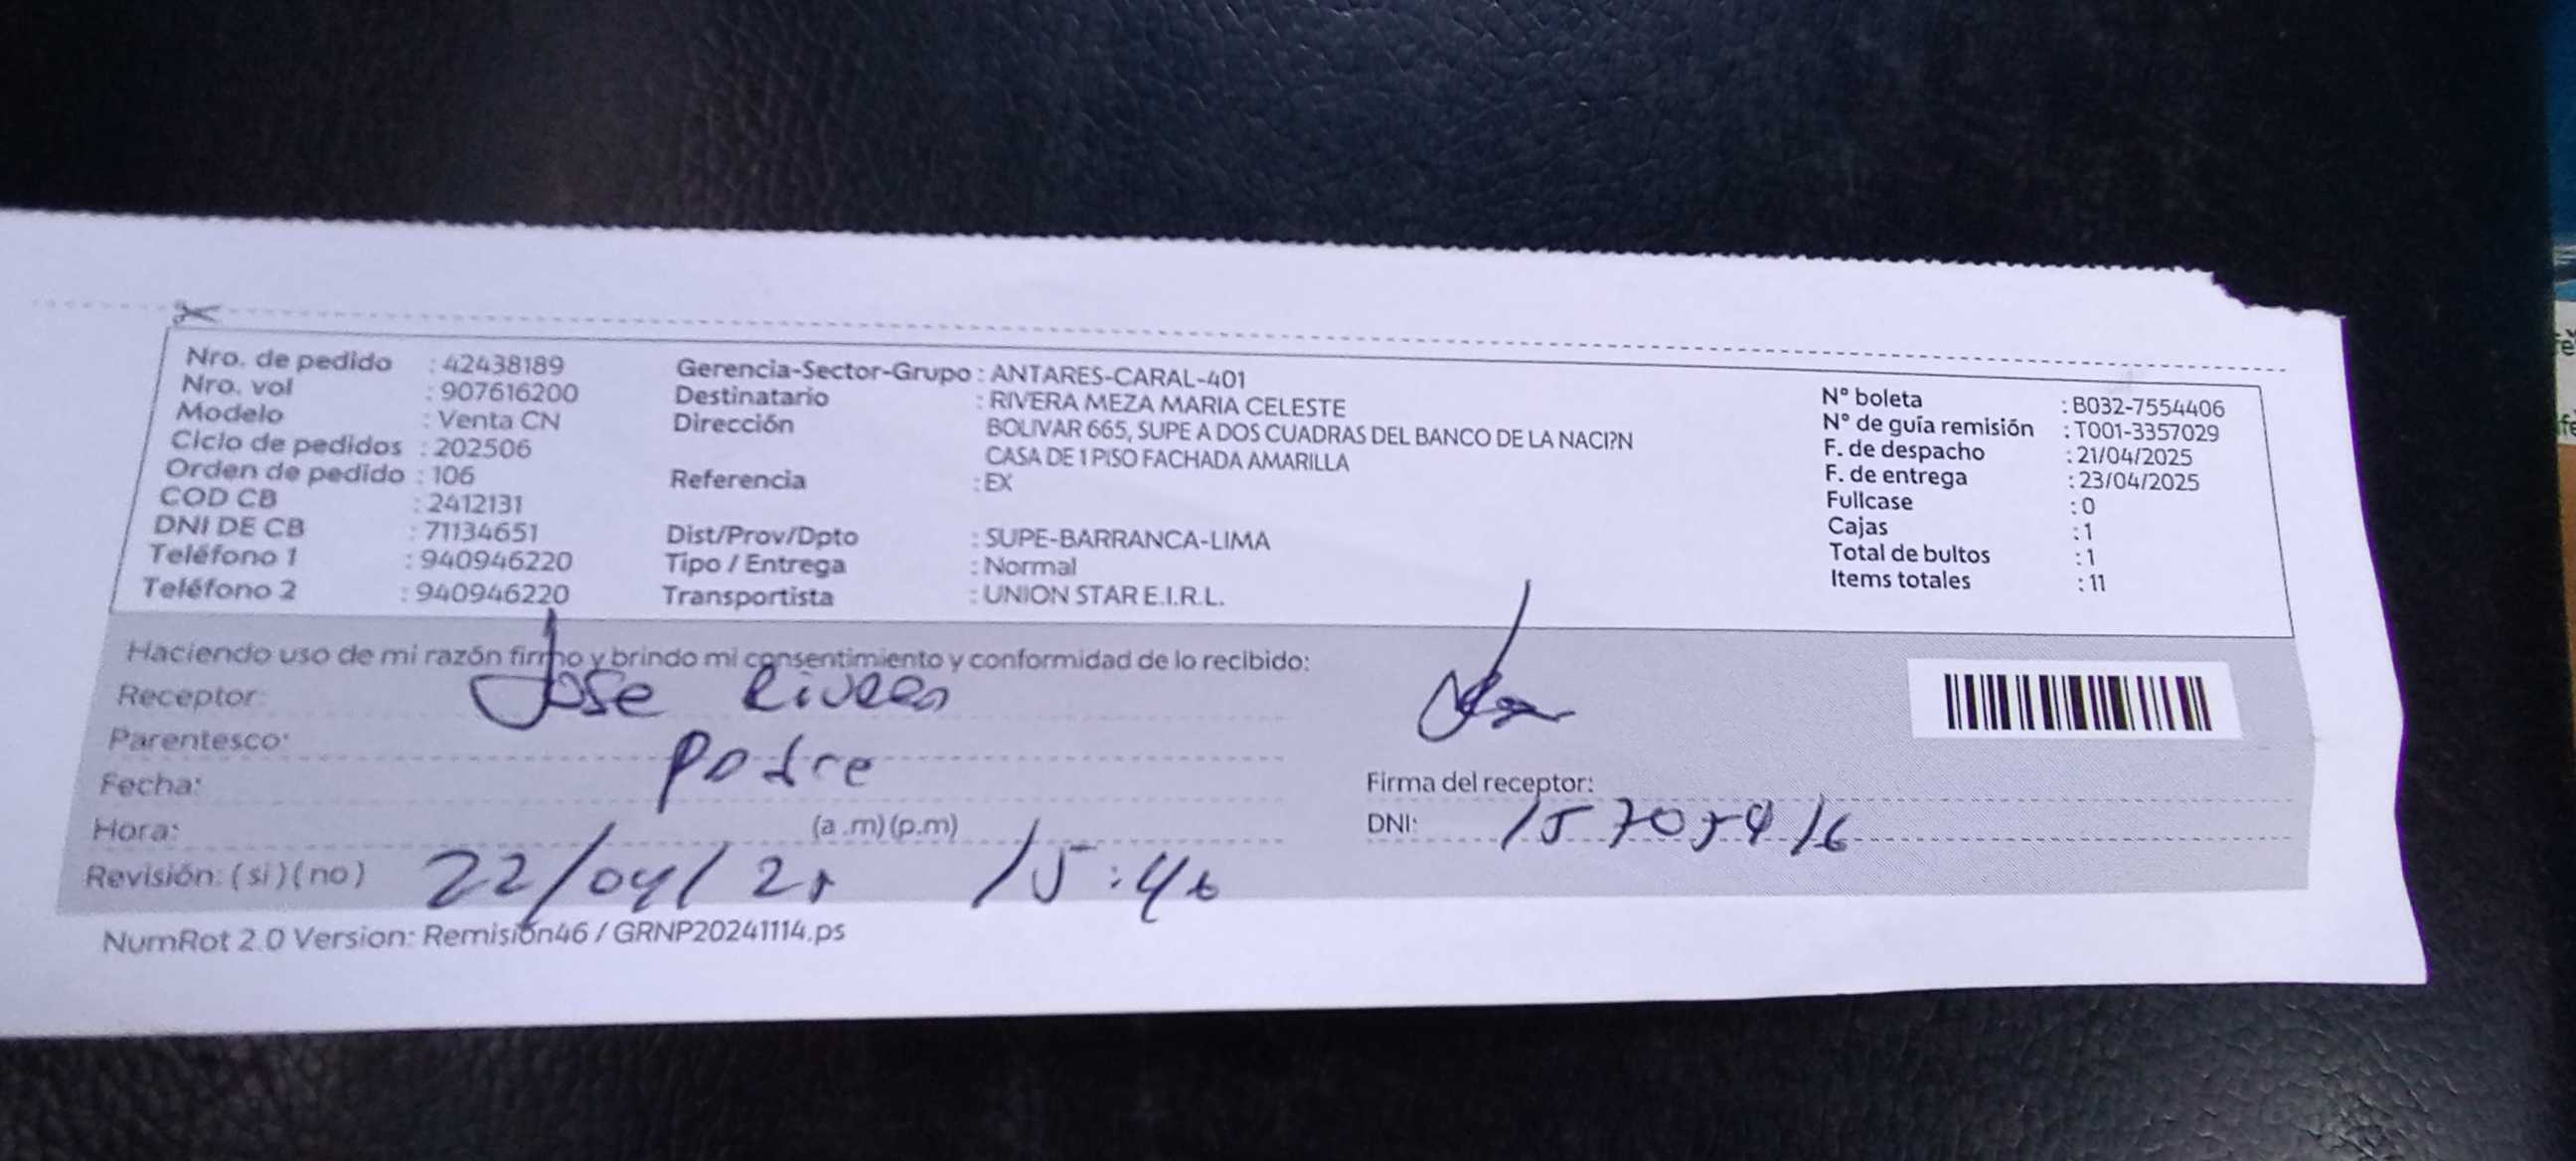 Nro. de pedido : 42438189
Nro. vol : 907616200
Modelo : Venta CN
Ciclo de pedidos : 202506
Orden de pedido : 106
COD CB : 2412131
DNI DE CB : 71134651
Teléfono 1 : 940946220
Teléfono 2 : 940946220
Gerencia-Sector-Grupo : ANTARES-CARAL-401
Destinatario : RIVERA MEZA MARIA CELESTE
Dirección BOLIVAR 665, SUPE A DOS CUADRAS DEL BANCO DE LA NACI?N
CASA DE 1 PISO FACHADA AMARILLA
Referencia : EX
Dist/Prov/Dpto : SUPE-BARRANCA-LIMA
Tipo / Entrega : Normal
Transportista : UNION STAR E.I.R.L.
N° boleta : B032-7554406
N° de guía remisión : T001-3357029
F. de despacho : 21/04/2025
F. de entrega : 23/04/2025
Fullcase : 0
Cajas : 1
Total de bultos : 1
Items totales : 11
Haciendo uso de mi razón firmo y brindo mi consentimiento y conformidad de lo recibido:
Receptor: Jose Rivera
Parentesco: padre
Fecha:
Hora: (a .m) (p.m)
Revisión: ( si ) ( no ) 22/04/25 15:46
Firma del receptor:
DNI: 15705916
NumRot 2.0 Version: Remisión46 / GRNP20241114.ps